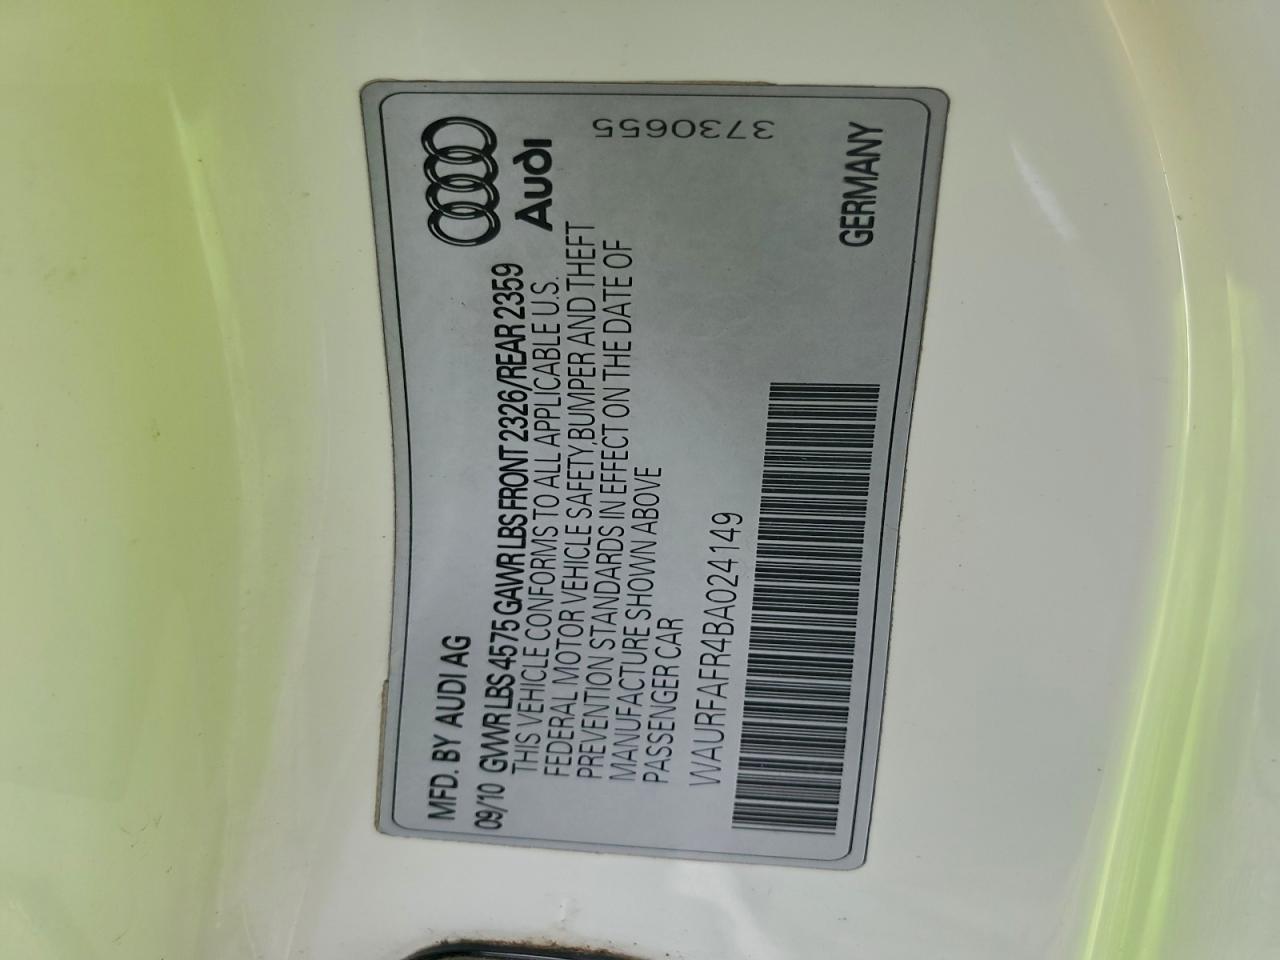 MFD. BY AUDI AG
09/10 GVWR LBS 4575 GAWR LBS FRONT 2326/REAR 2359
THIS VEHICLE CONFORMS TO ALL APPLICABLE U.S.
FEDERAL MOTOR VEHICLE SAFETY,BUMPER AND THEFT
PREVENTION STANDARDS IN EFFECT ON THE DATE OF
MANUFACTURE SHOWN ABOVE
PASSENGER CAR
Audi
WAURFAFR4BA024149
3730655
GERMANY